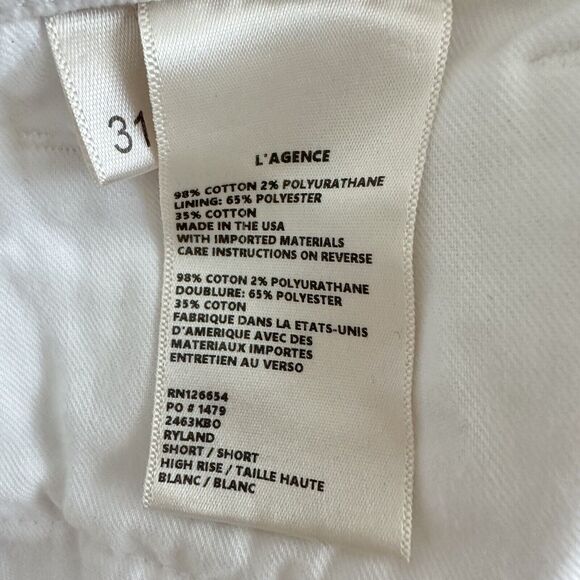 31
L'AGENCE
98% COTTON 2% POLYURATHANE
LINING: 65% POLYESTER
35% COTTON
MADE IN THE USA
WITH IMPORTED MATERIALS
CARE INSTRUCTIONS ON REVERSE
98% COTON 2% POLYURATHANE
DOUBLURE: 65% POLYESTER
35% COTON
FABRIQUE DANS LA ETATS-UNIS
D'AMERIQUE AVEC DES
MATERIAUX IMPORTES
ENTRETIEN AU VERSO
RN126654
PO # 1479
2463KBO
RYLAND
SHORT / SHORT
HIGH RISE / TAILLE HAUTE
BLANC / BLANC